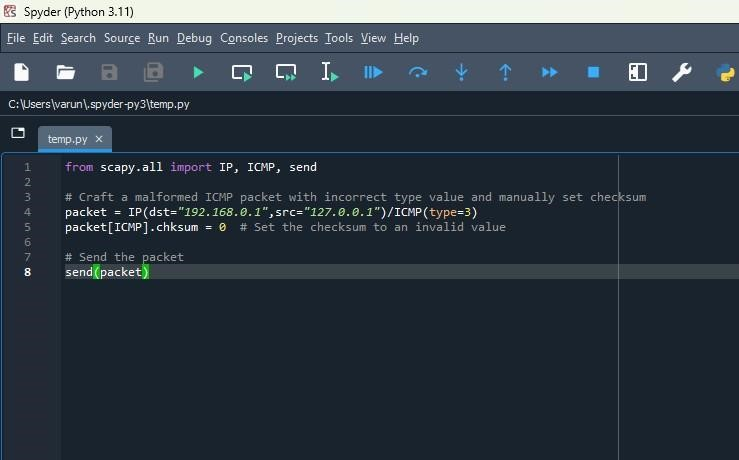 Spyder (Python 3.11)
File Edit Search Source Run Debug Consoles Projects Tools View Help
C:\Users\varun\.spyder-py3\temp.py
temp.py ×
1 from scapy.all import IP, ICMP, send
2
3 # Craft a malformed ICMP packet with incorrect type value and manually set checksum
4 packet = IP(dst="192.168.0.1",src="127.0.0.1")/ICMP(type=3)
5 packet[ICMP].chksum = 0  # Set the checksum to an invalid value
6
7 # Send the packet
8 send(packet)